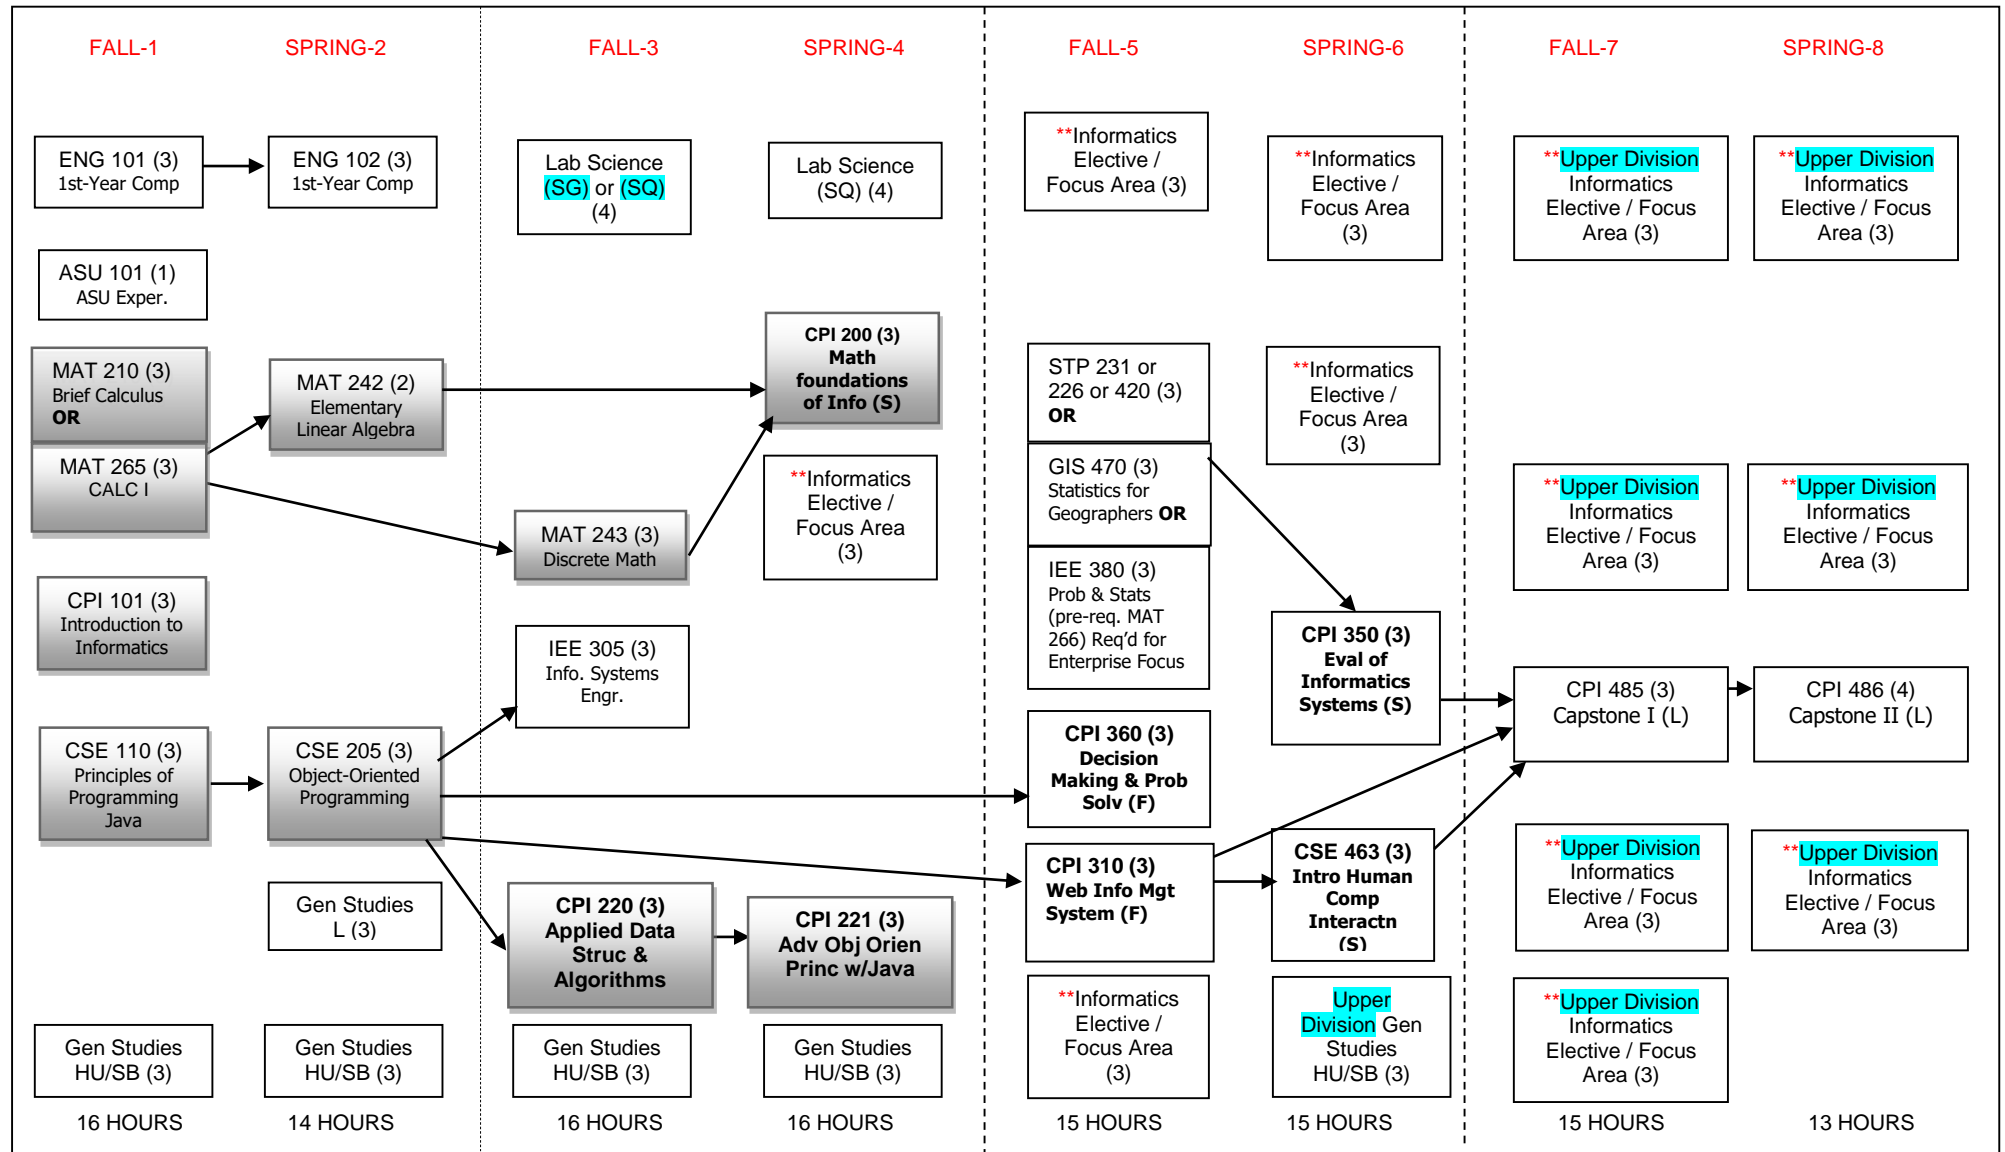 FALL-1
SPRING-2
FALL-3
SPRING-4
FALL-5
SPRING-6
FALL-7
SPRING-8
ENG 101 (3)
1st-Year Comp
ASU 101 (1)
ASU Exper.
MAT 210 (3)
Brief Calculus
OR
MAT 265 (3)
CALC I
CPI 101 (3)
Introduction to
Informatics
CSE 110 (3)
Principles of
Programming
Java
Gen Studies
HU/SB (3)
16 HOURS
ENG 102 (3)
1st-Year Comp
MAT 242 (2)
Elementary
Linear Algebra
CSE 205 (3)
Object-Oriented
Programming
Gen Studies
L (3)
Gen Studies
HU/SB (3)
14 HOURS
Lab Science
(SG) or (SQ)
(4)
MAT 243 (3)
Discrete Math
IEE 305 (3)
Info. Systems
Engr.
CPI 220 (3)
Applied Data
Struc &
Algorithms
Gen Studies
HU/SB (3)
16 HOURS
Lab Science
(SQ) (4)
CPI 200 (3)
Math
foundations
of Info (S)
**Informatics
Elective /
Focus Area
(3)
CPI 221 (3)
Adv Obj Orien
Princ w/Java
Gen Studies
HU/SB (3)
16 HOURS
**Informatics
Elective /
Focus Area (3)
STP 231 or
226 or 420 (3)
OR
GIS 470 (3)
Statistics for
Geographers OR
IEE 380 (3)
Prob & Stats
(pre-req. MAT
266) Req'd for
Enterprise Focus
CPI 360 (3)
Decision
Making & Prob
Solv (F)
CPI 310 (3)
Web Info Mgt
System (F)
**Informatics
Elective /
Focus Area
(3)
15 HOURS
**Informatics
Elective /
Focus Area
(3)
**Informatics
Elective /
Focus Area
(3)
CPI 350 (3)
Eval of
Informatics
Systems (S)
CSE 463 (3)
Intro Human
Comp
Interactn
(S)
Upper
Division Gen
Studies
HU/SB (3)
15 HOURS
**Upper Division
Informatics
Elective / Focus
Area (3)
**Upper Division
Informatics
Elective / Focus
Area (3)
CPI 485 (3)
Capstone I (L)
**Upper Division
Informatics
Elective / Focus
Area (3)
**Upper Division
Informatics
Elective / Focus
Area (3)
15 HOURS
**Upper Division
Informatics
Elective / Focus
Area (3)
**Upper Division
Informatics
Elective / Focus
Area (3)
CPI 486 (4)
Capstone II (L)
**Upper Division
Informatics
Elective / Focus
Area (3)
13 HOURS